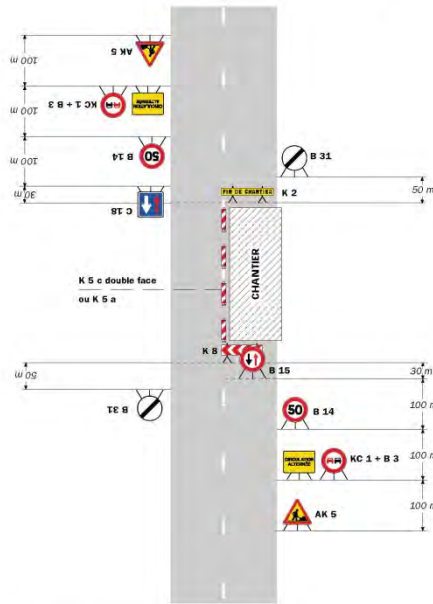 100 m
AK 5
100 m
KC 1 + B 3
CIRCULATION
ALTERNÉE
100 m
B 14
50
30 m
C 18
B 31
50 m
FIN DE CHANTIER
K 2
K 5 c double face
ou K 5 a
CHANTIER
K 8
B 15
50 m
B 31
30 m
50
B 14
100 m
CIRCULATION
ALTERNÉE
KC 1 + B 3
100 m
AK 5
100 m